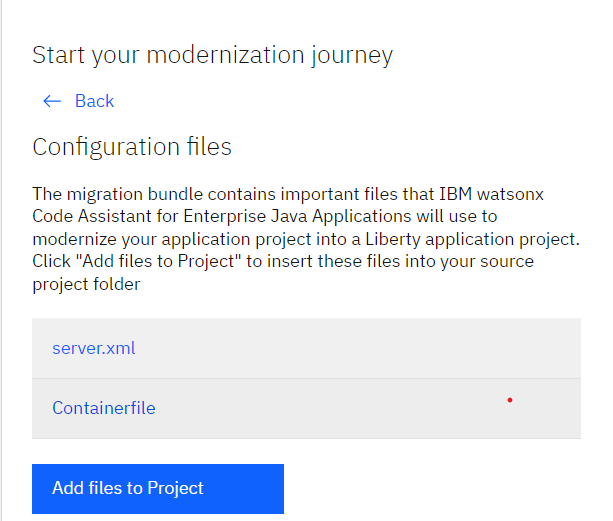 Start your modernization journey
Back
Configuration files
The migration bundle contains important files that IBM watsonx
Code Assistant for Enterprise Java Applications will use to
modernize your application project into a Liberty application project.
Click "Add files to Project" to insert these files into your source
project folder
server.xml
Containerfile
Add files to Project